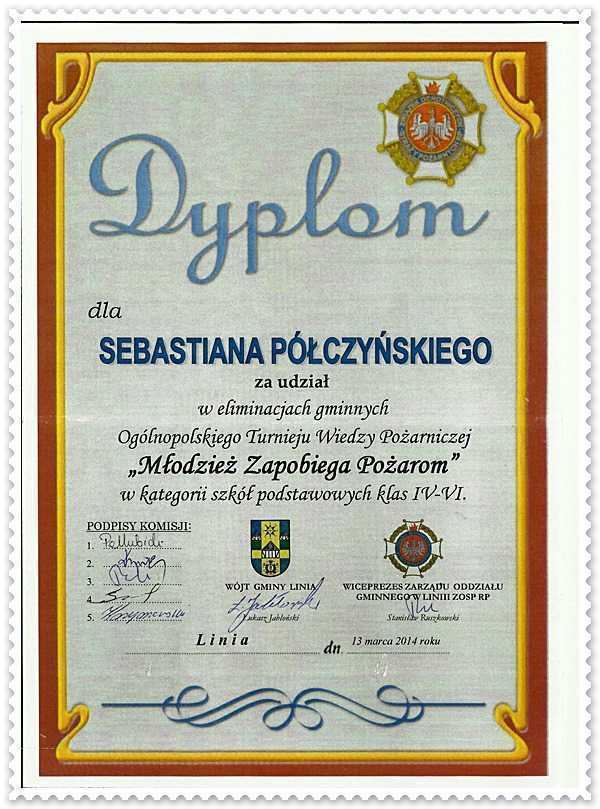 Dyplom
dla
SEBASTIANA PÓŁCZYŃSKIEGO
za udział
w eliminacjach gminnych
Ogólnopolskiego Turnieju Wiedzy Pożarniczej
„Młodzież Zapobiega Pożarom”
w kategorii szkół podstawowych klas IV-VI.
PODPISY KOMISJI:
1.
2.
3.
4.
5.
WÓJT GMINY LINIA
Łukasz Jabłoński
WICEPREZES ZARZĄDU ODDZIAŁU
GMINNEGO W LINII ZOSP RP
Stanisław Ruszkowski
Linia dn. 13 marca 2014 roku